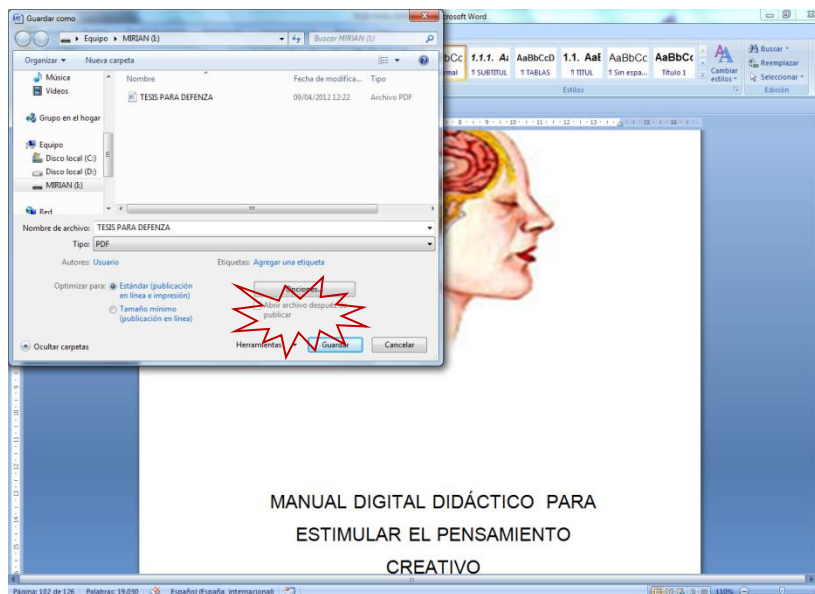 Guardar como
crosoft Word
Equipo ▸ MIRIAN (I:)
Buscar MIRIAN (I:)
Organizar
Nueva carpeta
Música
Videos
Grupo en el hogar
Equipo
Disco local (C:)
Disco local (D:)
MIRIAN (I:)
Red
Nombre
Fecha de modifica...
Tipo
TESIS PARA DEFENZA
09/04/2012 12:22
Archivo PDF
Nombre de archivo: TESIS PARA DEFENZA
Tipo: PDF
Autores: Usuario
Etiquetas: Agregar una etiqueta
Optimizar para:
Estándar (publicación
en línea e impresión)
Tamaño mínimo
(publicación en línea)
Opciones...
Abrir archivo después de
publicar
Ocultar carpetas
Herramientas
Guardar
Cancelar
bCc 1.1.1. Ai AaBbCcD 1.1. AaE AaBbCc AaBbCc
mal ¶ SUBTITUL ¶ TABLAS ¶ TITUL ¶ Sin espa... Título 1
Cambiar
estilos
Estilos
Buscar
Reemplazar
Seleccionar
Edición
MANUAL DIGITAL DIDÁCTICO PARA
ESTIMULAR EL PENSAMIENTO
CREATIVO
Página: 102 de 126 Palabras: 19.030 Español (España, internacional) 110%